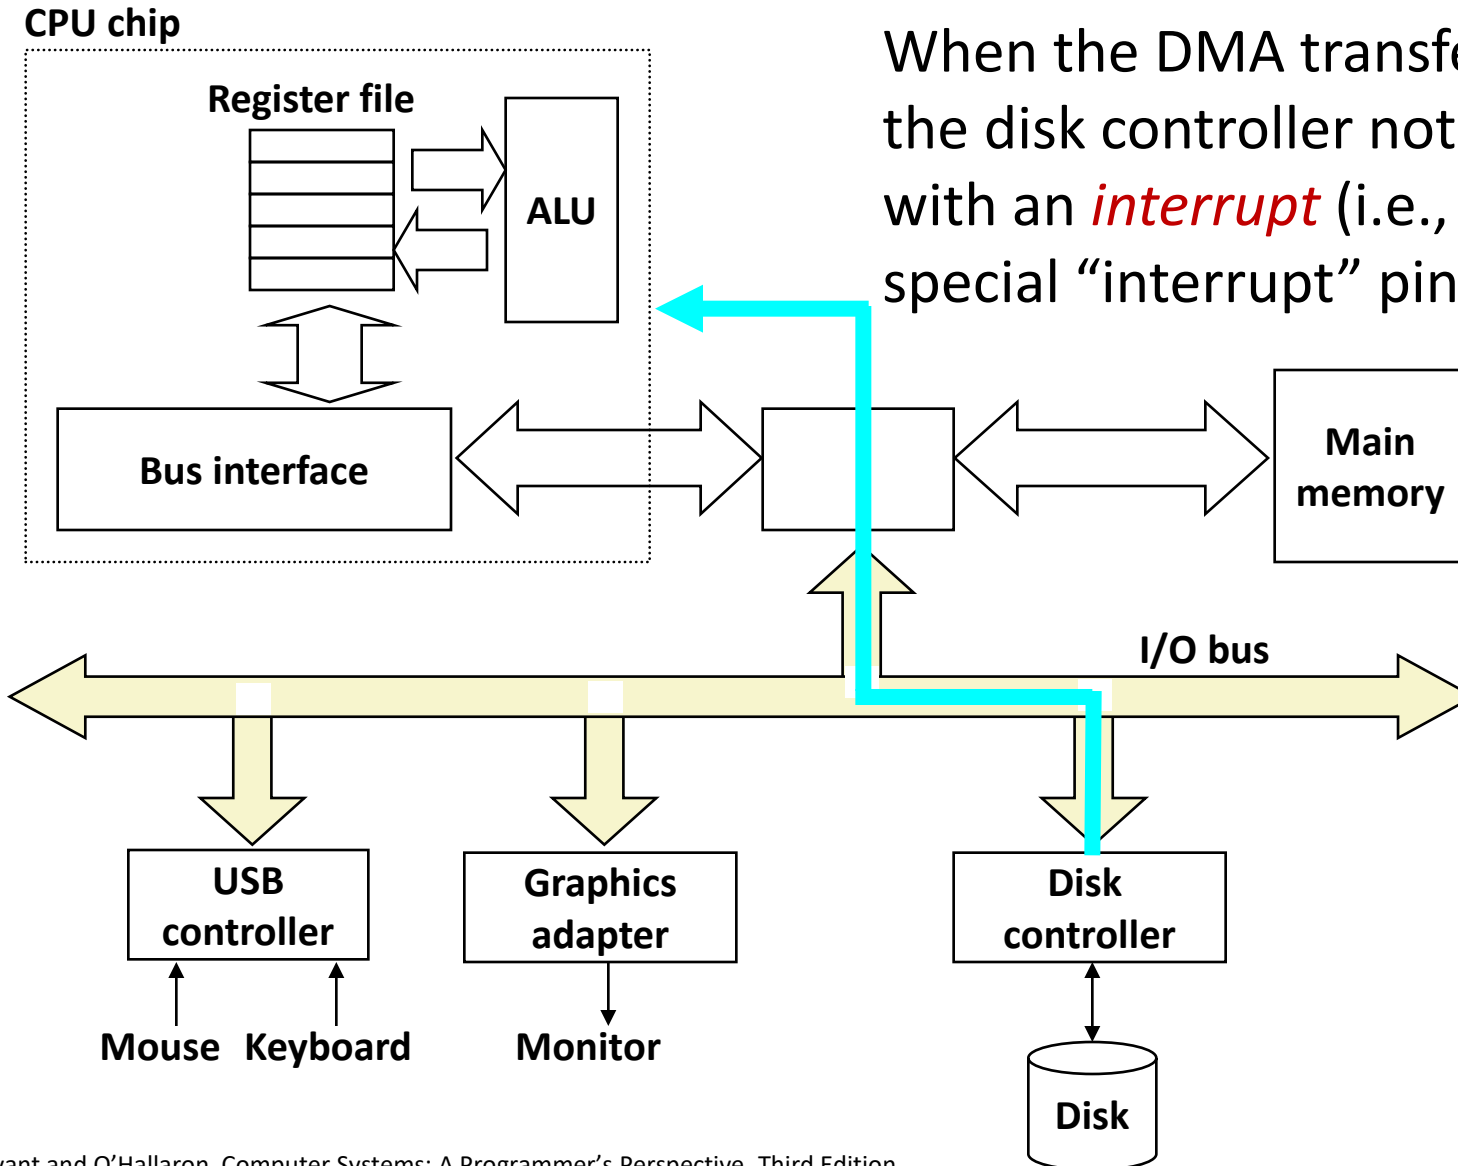 CPU chip
When the DMA transfe
the disk controller not
with an interrupt (i.e.,
special “interrupt” pin
Register file
ALU
Bus interface
Main
memory
I/O bus
USB
controller
Graphics
adapter
Disk
controller
Mouse Keyboard
Monitor
Disk
and O’Hallaron, Computer Systems: A Programmer’s Perspective, Third Edition